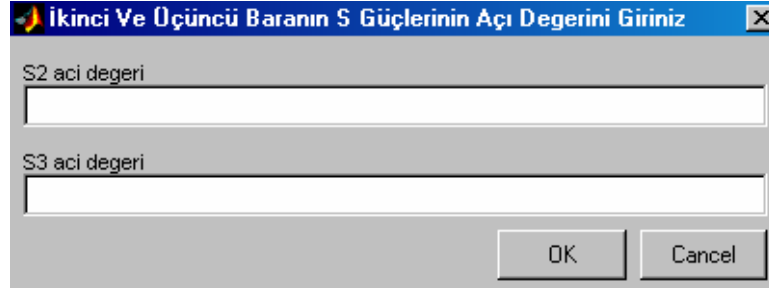 İkinci Ve Üçüncü Baranın S Güçlerinin Açı Degerini Giriniz
S2 aci degeri
S3 aci degeri
OK Cancel